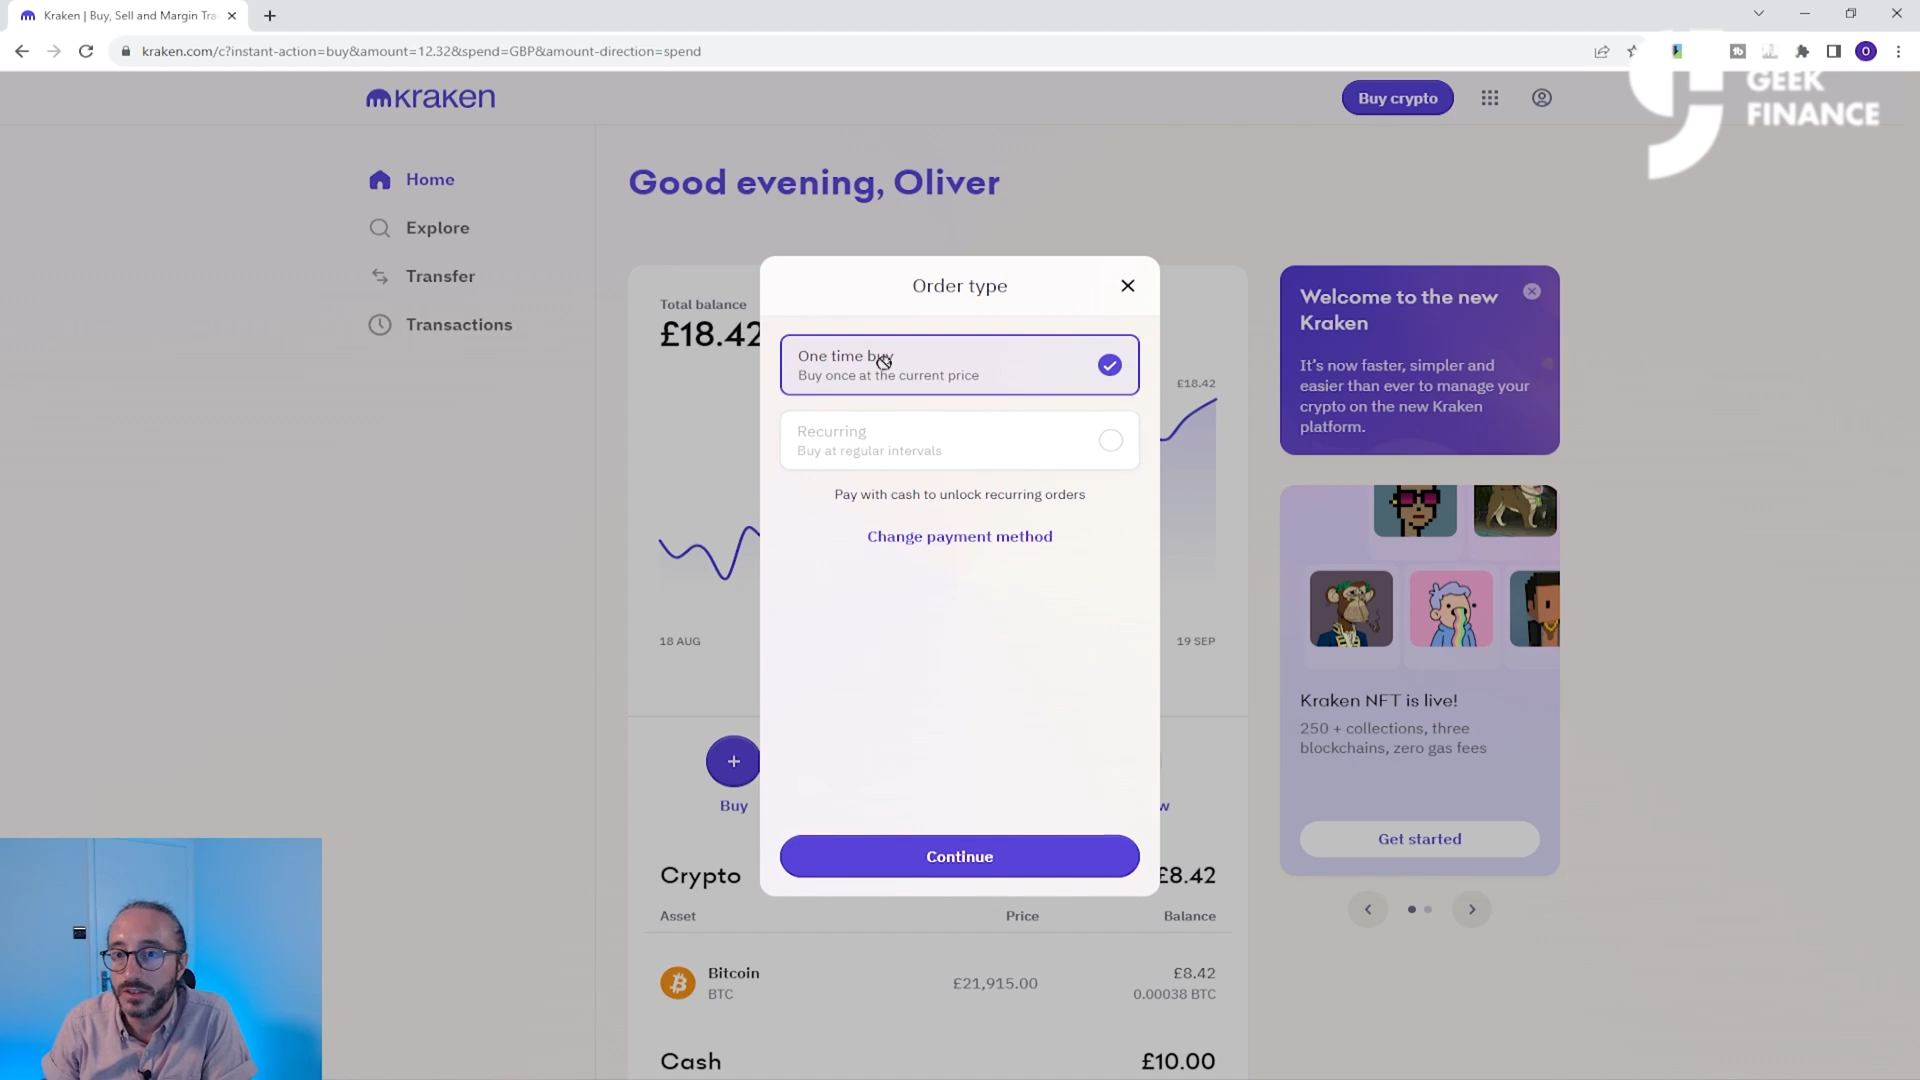 Kraken | Buy, Sell and Margin Tra
kraken.com/c?instant-action=buy&amount=12.32&spend=GBP&amount-direction=spend
O
GEEK
FINANCE
kraken
Buy crypto
Home
Explore
Transfer
Transactions
Good evening, Oliver
Total balance
£18.42
£18.42
18 AUG
19 SEP
Order type
One time buy
Buy once at the current price
Recurring
Buy at regular intervals
Pay with cash to unlock recurring orders
Change payment method
Continue
Buy
w
Crypto
£8.42
Asset
Price
Balance
Bitcoin
BTC
£21,915.00
£8.42
0.00038 BTC
Cash
£10.00
Welcome to the new
Kraken
It's now faster, simpler and
easier than ever to manage your
crypto on the new Kraken
platform.
Kraken NFT is live!
250 + collections, three
blockchains, zero gas fees
Get started